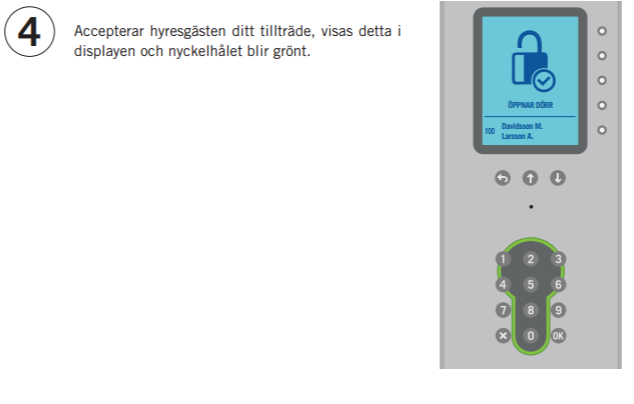 4
Accepterar hyresgästen ditt tillträde, visas detta i
displayen och nyckelhålet blir grönt.
ÖPPNAR DÖRR
100 Davidsson M.
Larsson A.
1 2 3
4 5 6
7 8 9
× 0 OK